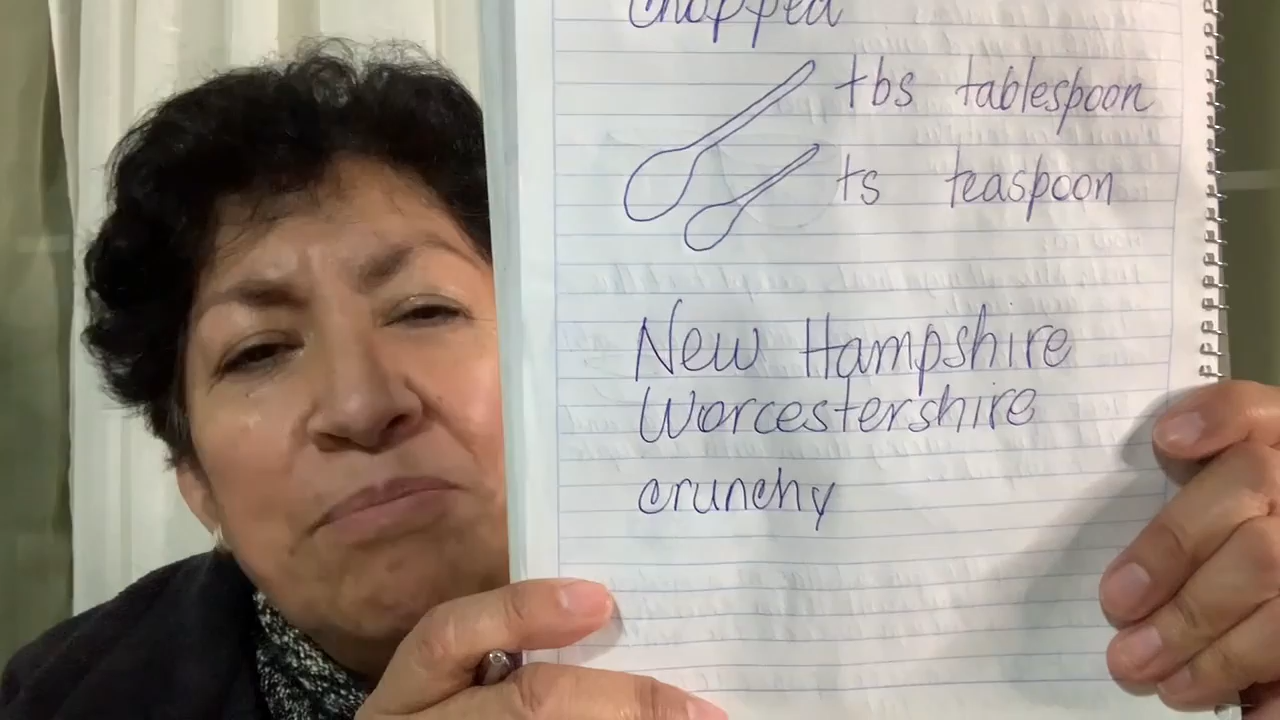 Chopped
tbs tablespoon
ts teaspoon
New Hampshire
Worcestershire
crunchy